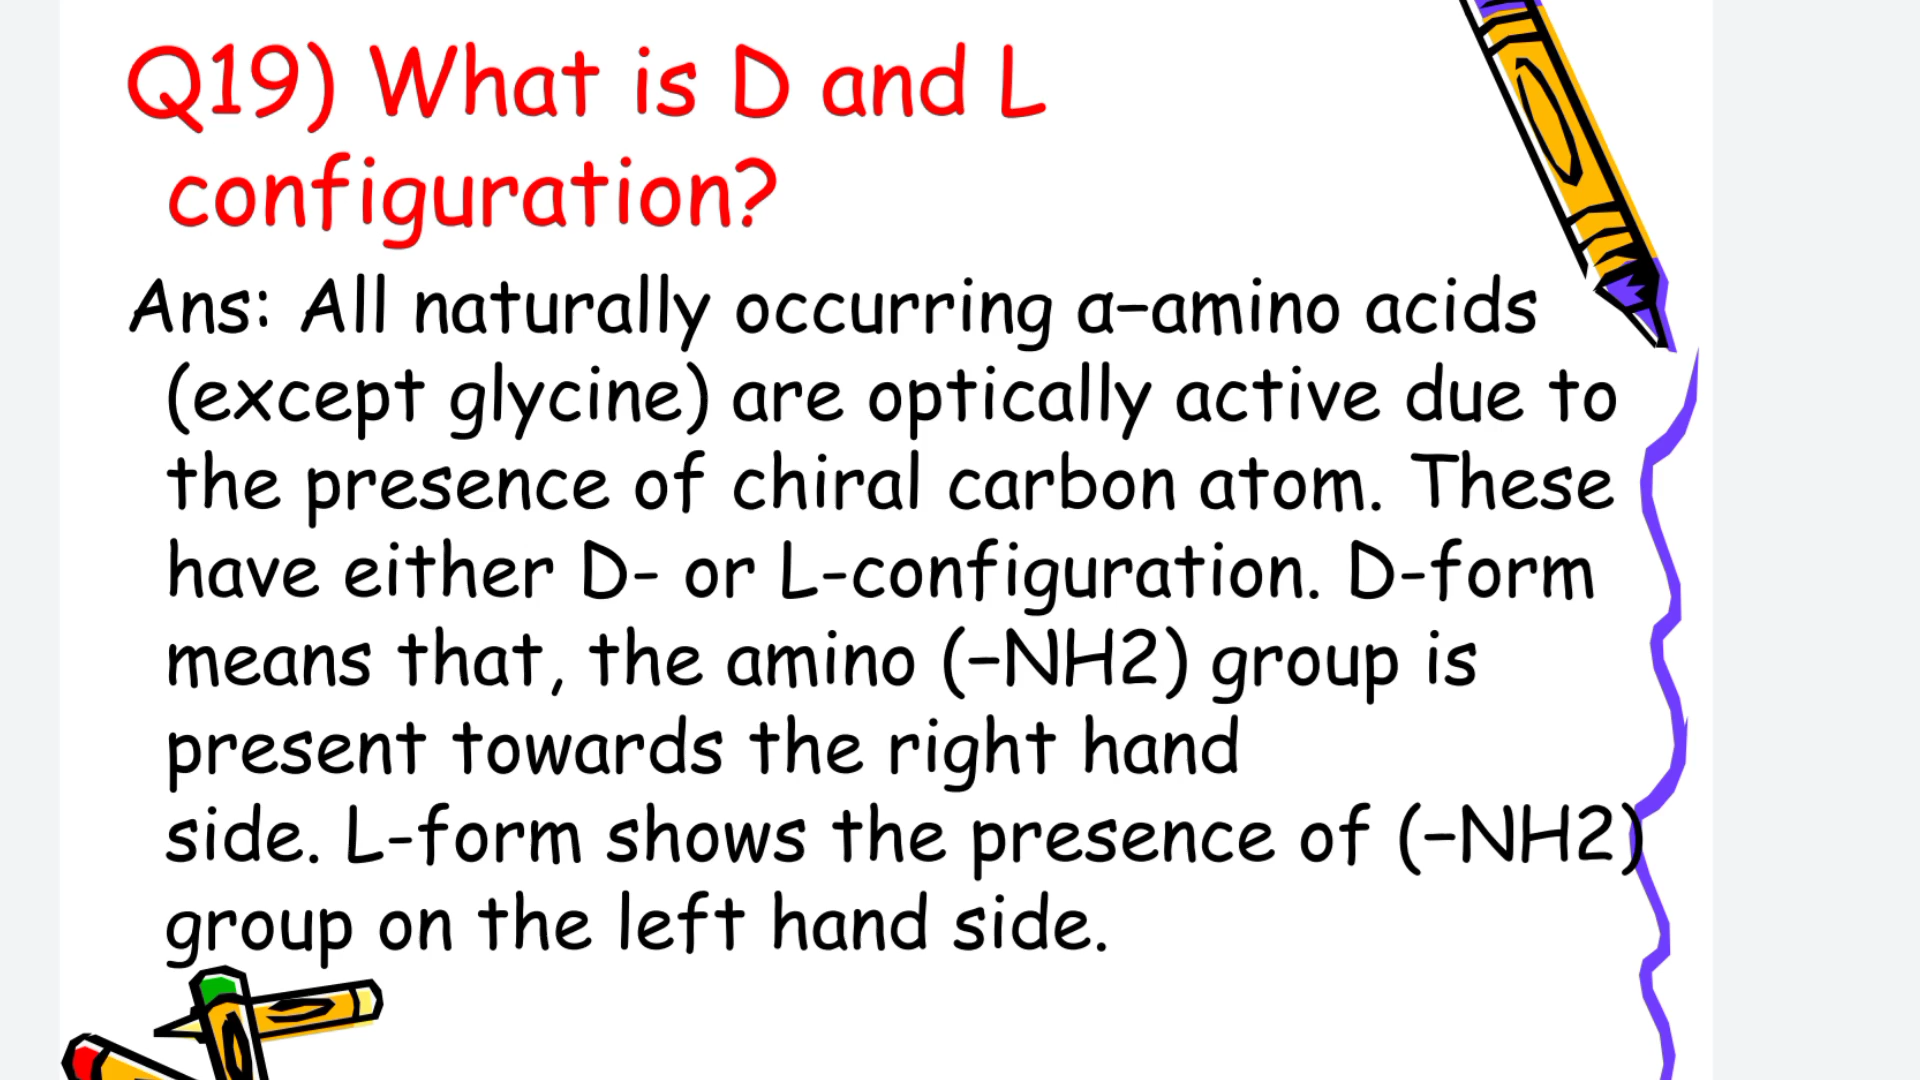 Q19) What is D and L
configuration?
Ans: All naturally occurring α–amino acids
(except glycine) are optically active due to
the presence of chiral carbon atom. These
have either D- or L-configuration. D-form
means that, the amino (–NH2) group is
present towards the right hand
side. L-form shows the presence of (–NH2)
group on the left hand side.